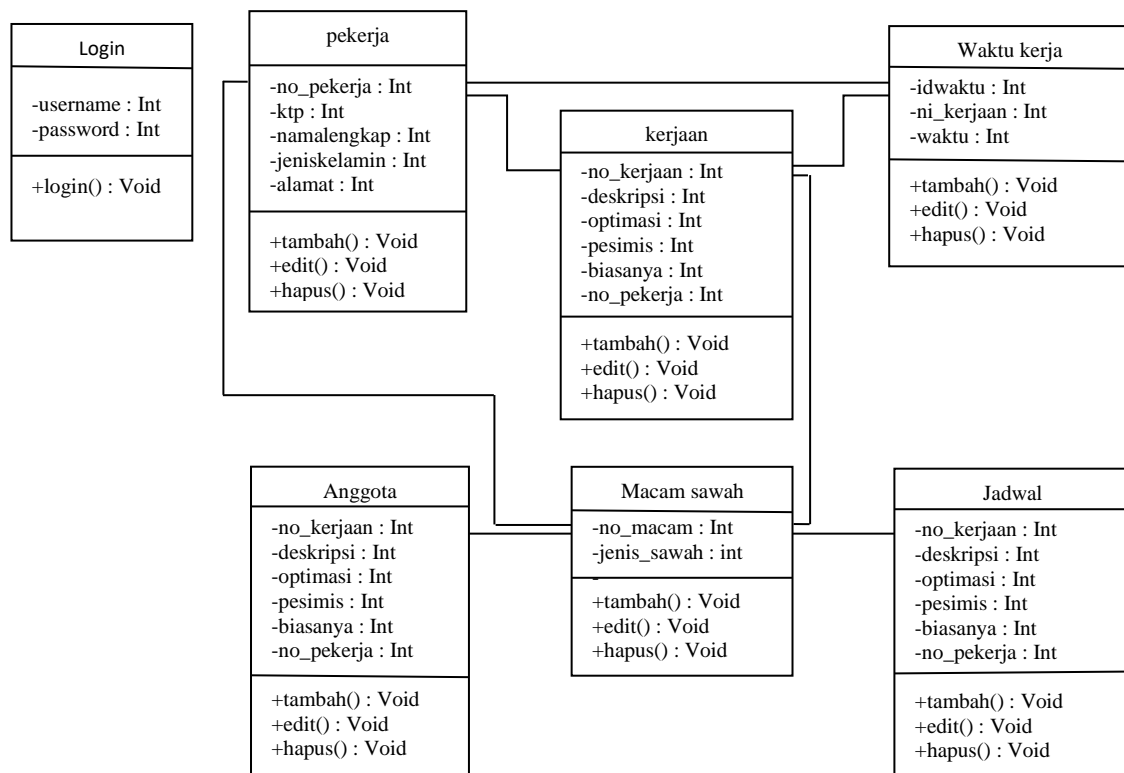 Login
-username : Int
-password : Int
+login() : Void
pekerja
-no_pekerja : Int
-ktp : Int
-namalengkap : Int
-jeniskelamin : Int
-alamat : Int
+tambah() : Void
+edit() : Void
+hapus() : Void
kerjaan
-no_kerjaan : Int
-deskripsi : Int
-optimasi : Int
-pesimis : Int
-biasanya : Int
-no_pekerja : Int
+tambah() : Void
+edit() : Void
+hapus() : Void
Waktu kerja
-idwaktu : Int
-ni_kerjaan : Int
-waktu : Int
+tambah() : Void
+edit() : Void
+hapus() : Void
Anggota
-no_kerjaan : Int
-deskripsi : Int
-optimasi : Int
-pesimis : Int
-biasanya : Int
-no_pekerja : Int
+tambah() : Void
+edit() : Void
+hapus() : Void
Macam sawah
-no_macam : Int
-jenis_sawah : int
-
+tambah() : Void
+edit() : Void
+hapus() : Void
Jadwal
-no_kerjaan : Int
-deskripsi : Int
-optimasi : Int
-pesimis : Int
-biasanya : Int
-no_pekerja : Int
+tambah() : Void
+edit() : Void
+hapus() : Void